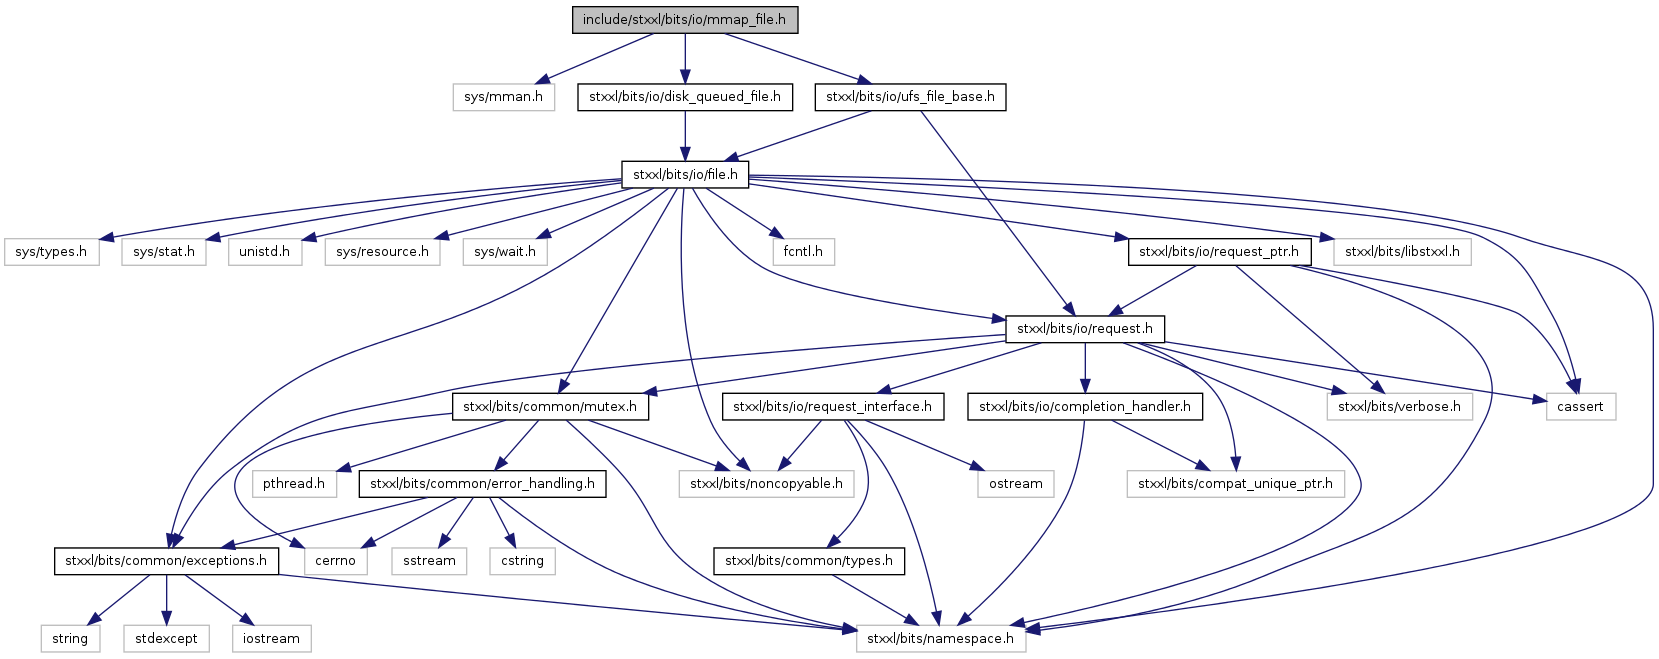 include/stxxl/bits/io/mmap_file.h
sys/mman.h
stxxl/bits/io/disk_queued_file.h
stxxl/bits/io/ufs_file_base.h
stxxl/bits/io/file.h
sys/types.h
sys/stat.h
unistd.h
sys/resource.h
sys/wait.h
fcntl.h
stxxl/bits/io/request_ptr.h
stxxl/bits/libstxxl.h
stxxl/bits/io/request.h
stxxl/bits/common/mutex.h
stxxl/bits/io/request_interface.h
stxxl/bits/io/completion_handler.h
stxxl/bits/verbose.h
cassert
pthread.h
stxxl/bits/common/error_handling.h
stxxl/bits/noncopyable.h
ostream
stxxl/bits/compat_unique_ptr.h
stxxl/bits/common/exceptions.h
cerrno
sstream
cstring
stxxl/bits/common/types.h
string
stdexcept
iostream
stxxl/bits/namespace.h